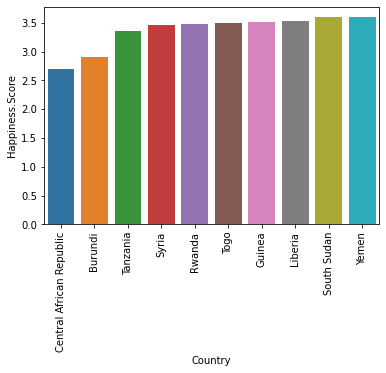 Happiness.Score
3.5
3.0
2.5
2.0
1.5
1.0
0.5
0.0
Central African Republic
Burundi
Tanzania
Syria
Rwanda
Togo
Guinea
Liberia
South Sudan
Yemen
Country